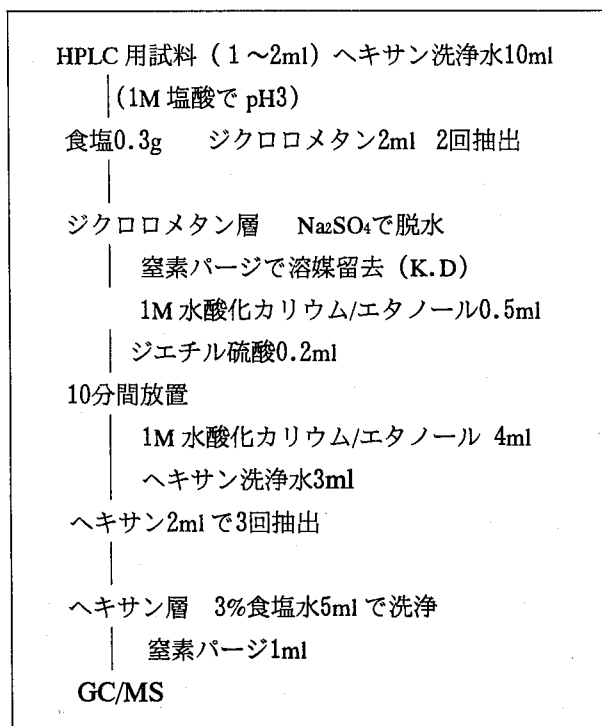 HPLC 用試料（1～2ml）ヘキサン洗浄水10ml
(1M 塩酸で pH3)
食塩0.3g　ジクロロメタン2ml 2回抽出
ジクロロメタン層　Na₂SO₄で脱水
窒素パージで溶媒留去（K.D）
1M 水酸化カリウム/エタノール0.5ml
ジエチル硫酸0.2ml
10分間放置
1M 水酸化カリウム/エタノール 4ml
ヘキサン洗浄水3ml
ヘキサン2ml で3回抽出
ヘキサン層　3%食塩水5ml で洗浄
窒素パージ1ml
GC/MS